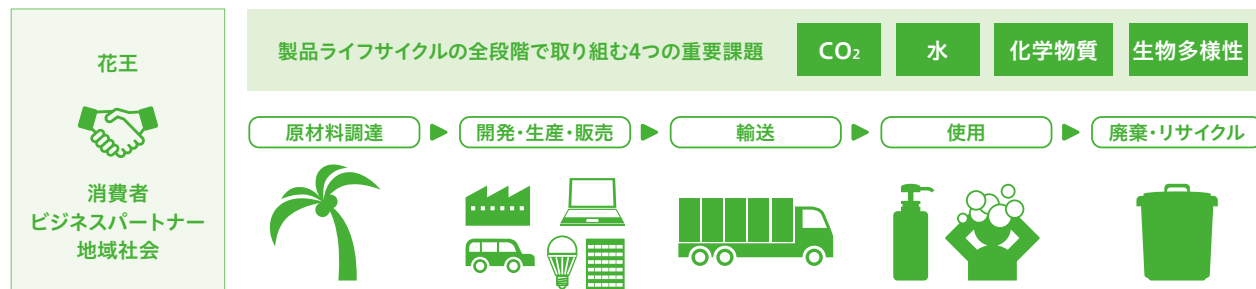 花王
消費者
ビジネスパートナー
地域社会
製品ライフサイクルの全段階で取り組む4つの重要課題
CO₂
水
化学物質
生物多様性
原材料調達
開発・生産・販売
輸送
使用
廃棄・リサイクル